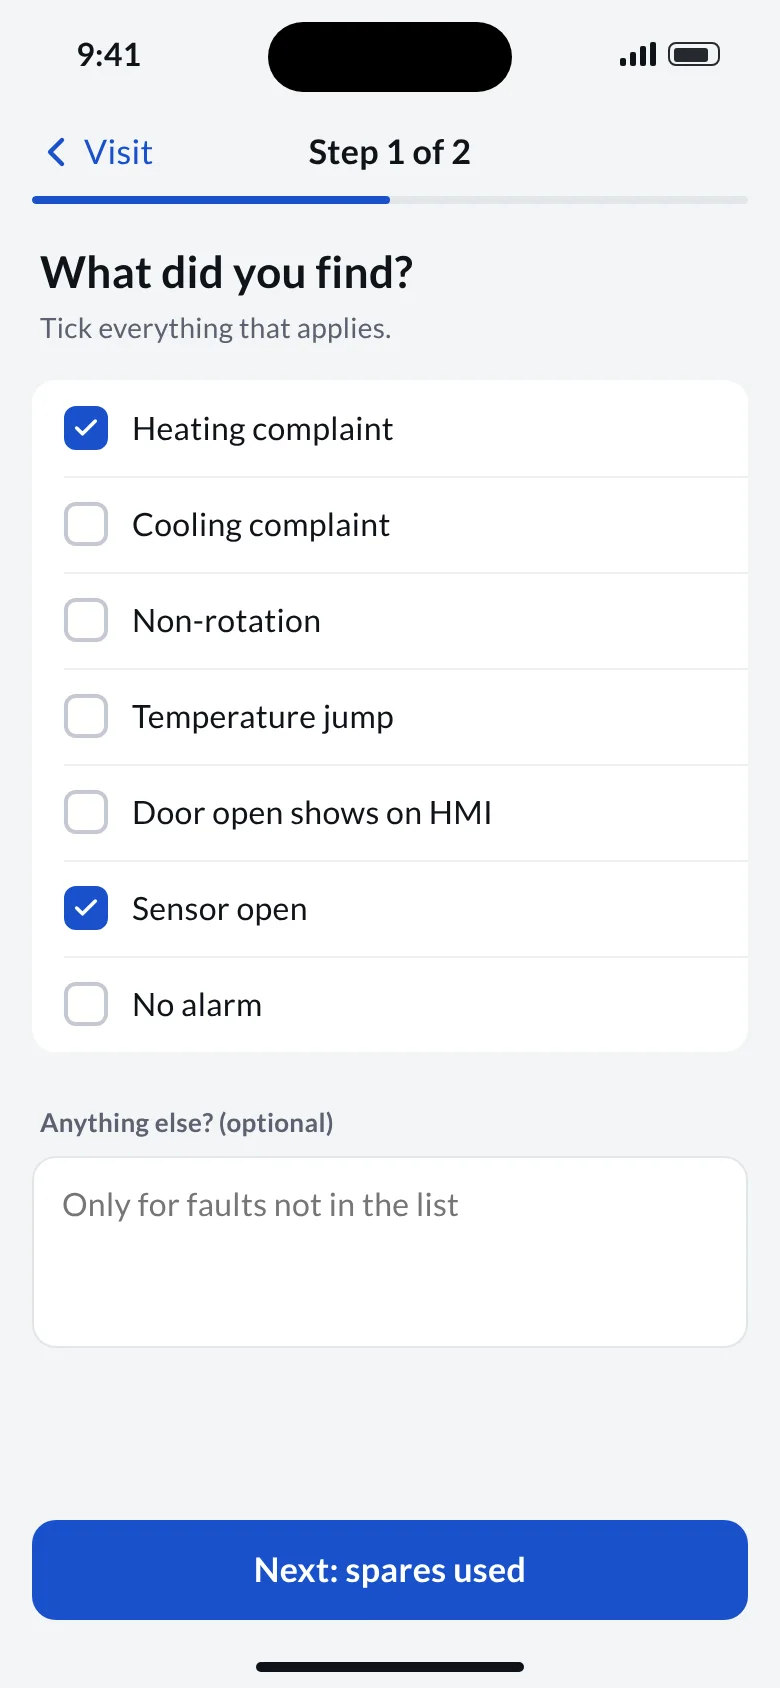 9:41
Visit
Step 1 of 2
What did you find?
Tick everything that applies.
Heating complaint
Cooling complaint
Non-rotation
Temperature jump
Door open shows on HMI
Sensor open
No alarm
Anything else? (optional)
Only for faults not in the list
Next: spares used